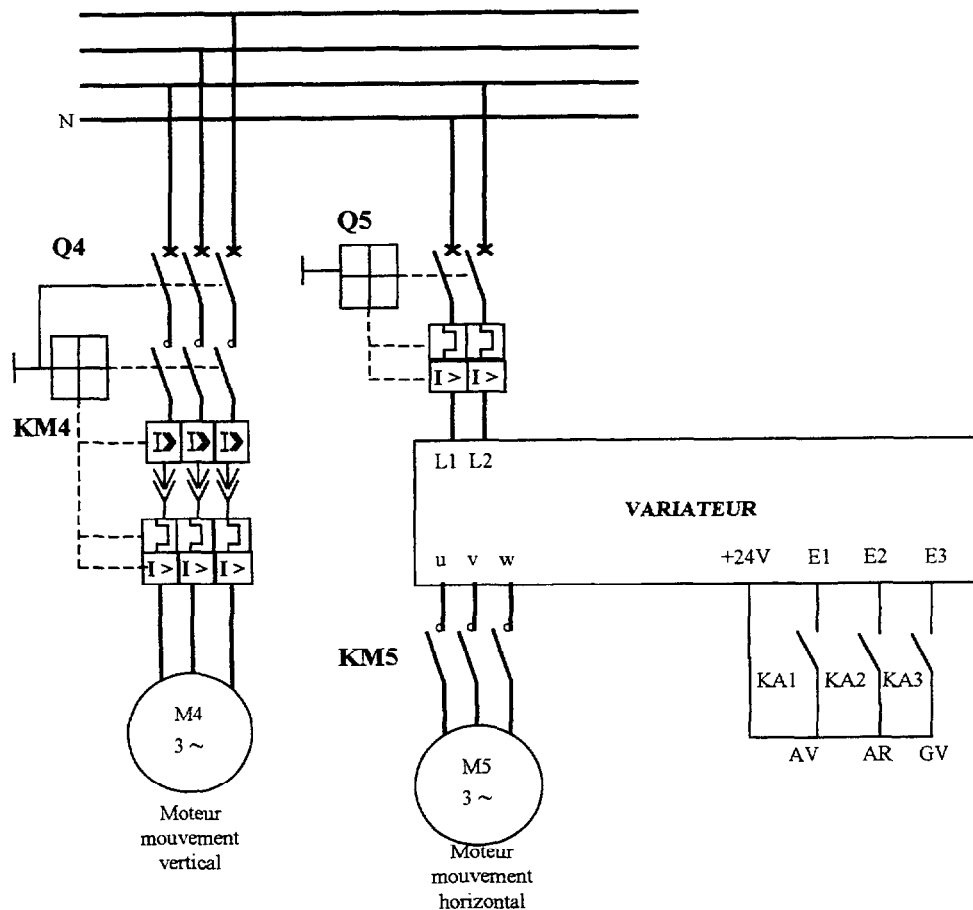 N
Q4
Q5
KM4
I> I> I>
I> I>
L1 L2
VARIATEUR
u v w
+24V E1 E2 E3
I> I> I>
KM5
KA1 KA2 KA3
M4
3 ~
AV AR GV
M5
3 ~
Moteur
mouvement
vertical
Moteur
mouvement
horizontal